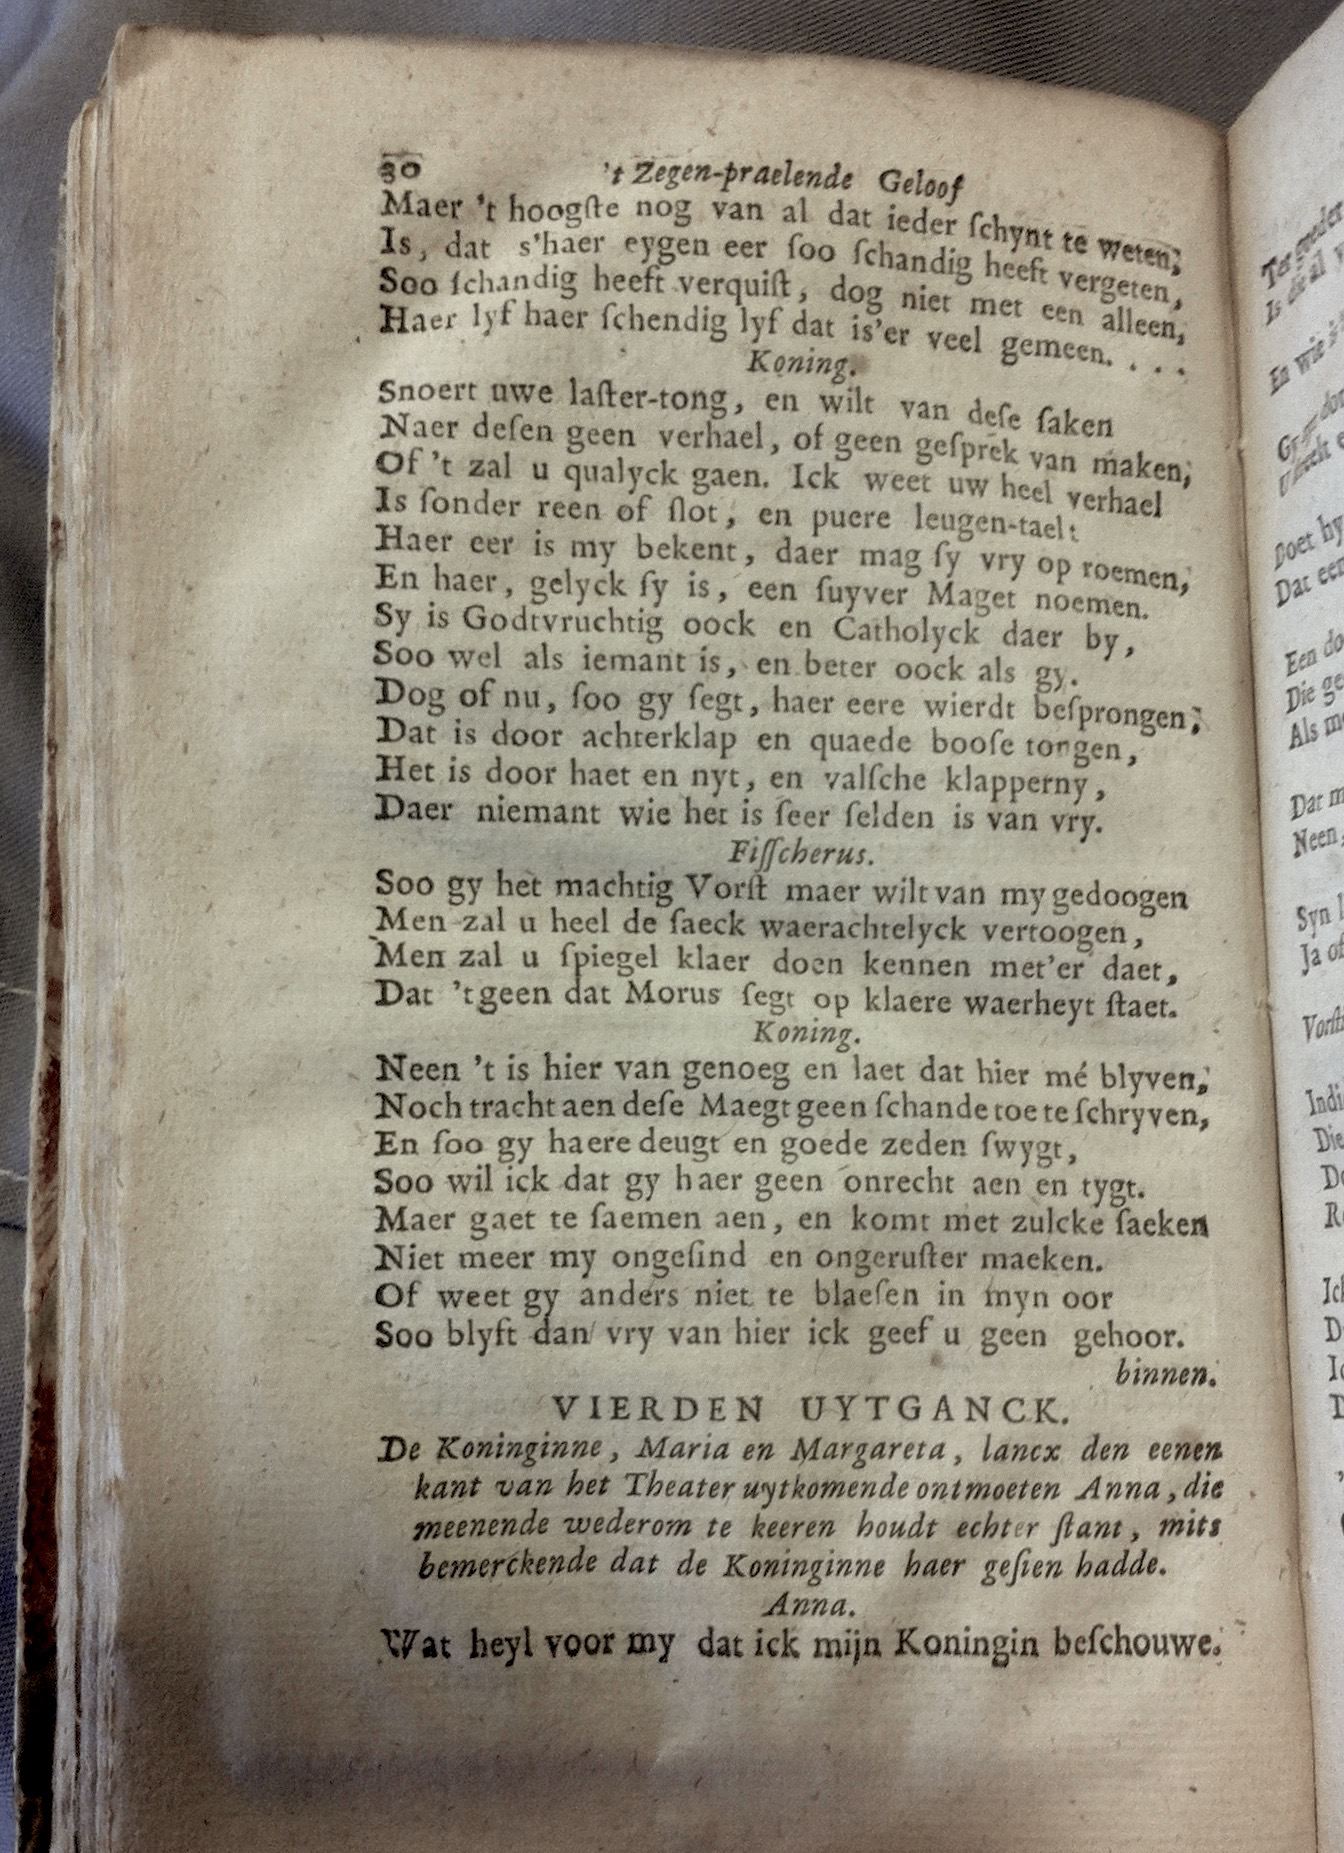 30 't Zegen-praelende Geloof
Maer 't hoogſte nog van al dat ieder ſchynt te weten;
Is, dat s'haer eygen eer ſoo ſchandig heeft vergeten,
Soo ſchandig heeft verquiſt, dog niet met een alleen,
Haer lyf haer ſchendig lyf dat is'er veel gemeen. . . .
Koning.
Snoert uwe laſter-tong, en wilt van deſe ſaken
Naer deſen geen verhael, of geen geſprek van maken;
Of 't zal u qualyck gaen. Ick weet uw heel verhael
Is ſonder reen of ſlot, en puere leugen-tael:
Haer eer is my bekent, daer mag ſy vry op roemen,
En haer, gelyck ſy is, een ſuyver Maget noemen.
Sy is Godtvruchtig oock en Catholyck daer by,
Soo wel als iemant is, en beter oock als gy.
Dog of nu, ſoo gy ſegt, haer eere wierdt beſprongen;
Dat is door achterklap en quaede booſe tongen,
Het is door haet en nyt, en valſche klapperny,
Daer niemant wie het is ſeer ſelden is van vry.
Fiſſcherus.
Soo gy het machtig Vorſt maer wilt van my gedoogen
Men zal u heel de ſaeck waerachtelyck vertoogen,
Men zal u ſpiegel klaer doen kennen met'er daet,
Dat 't geen dat Morus ſegt op klaere waerheyt ſtaet.
Koning.
Neen 't is hier van genoeg en laet dat hier mé blyven;
Noch tracht aen deſe Maegt geen ſchande toe te ſchryven,
En ſoo gy haere deugt en goede zeden ſwygt,
Soo wil ick dat gy haer geen onrecht aen en tygt.
Maer gaet te ſaemen aen, en komt met zulcke ſaeken
Niet meer my ongeſind en ongeruſter maeken.
Of weet gy anders niet te blaeſen in myn oor
Soo blyft dan vry van hier ick geef u geen gehoor.
binnen.
VIERDEN UYTGANCK.
De Koninginne, Maria en Margareta, lancx den eenen
kant van het Theater uytkomende ontmoeten Anna, die
meenende wederom te keeren houdt echter ſtant, mits
bemerckende dat de Koninginne haer geſien hadde.
Anna.
Wat heyl voor my dat ick mijn Koningin beſchouwe.